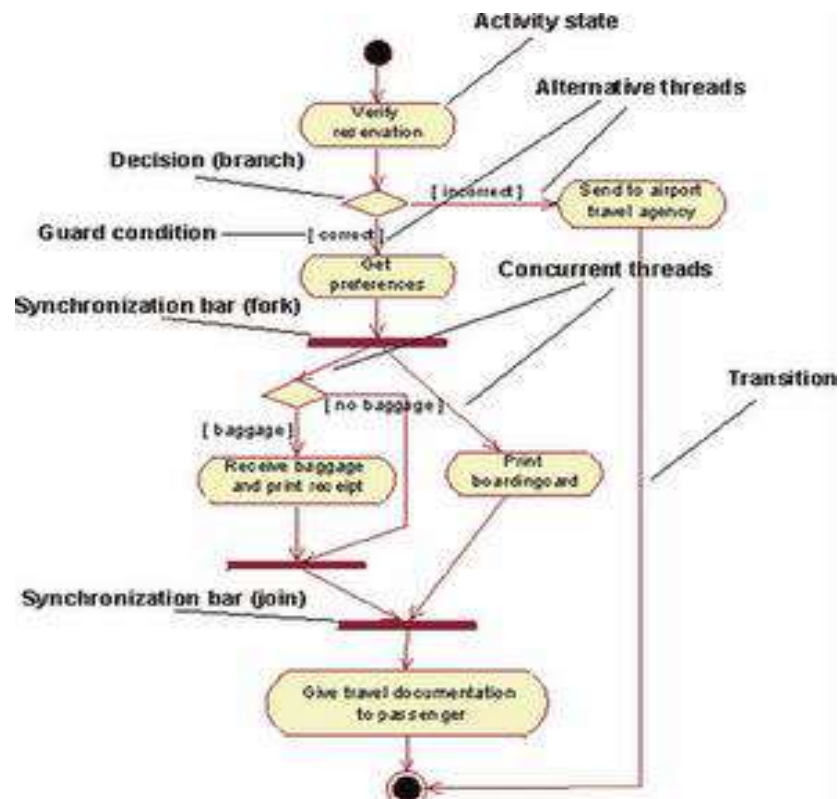 Activity state
Alternative threads
Verify
reservation
Decision (branch)
[ incorrect ]
Send to airport
travel agency
Guard condition
[ correct ]
Get
preferences
Concurrent threads
Synchronization bar (fork)
Transition
[ no baggage ]
[ baggage ]
Receive baggage
and print receipt
Print
boardingcard
Synchronization bar (join)
Give travel documentation
to passenger